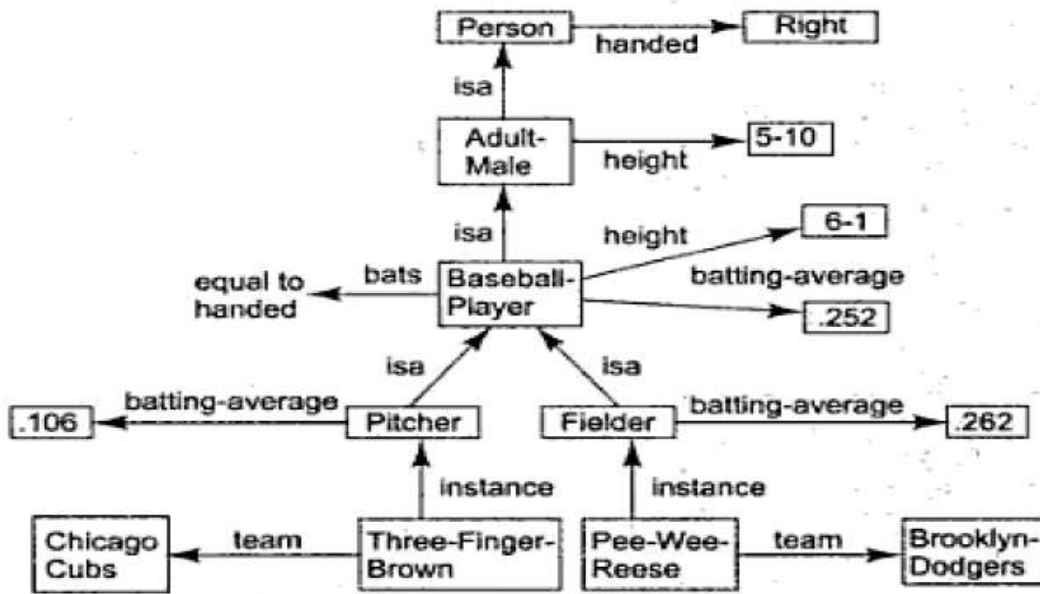 Person
handed
Right
isa
Adult-
Male
height
5-10
isa
height
6-1
equal to
handed
bats
Baseball-
Player
batting-average
.252
isa
isa
.106
batting-average
Pitcher
Fielder
batting-average
.262
instance
instance
Chicago
Cubs
team
Three-Finger-
Brown
Pee-Wee-
Reese
team
Brooklyn-
Dodgers